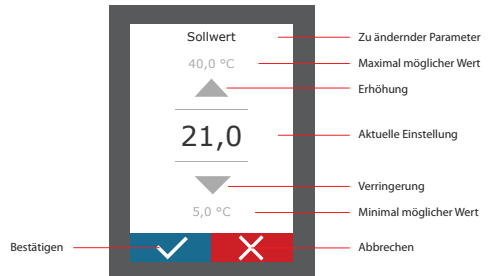 Sollwert
Zu ändernder Parameter
40,0 °C
Maximal möglicher Wert
Erhöhung
21,0
Aktuelle Einstellung
Verringerung
5,0 °C
Minimal möglicher Wert
Bestätigen
Abbrechen